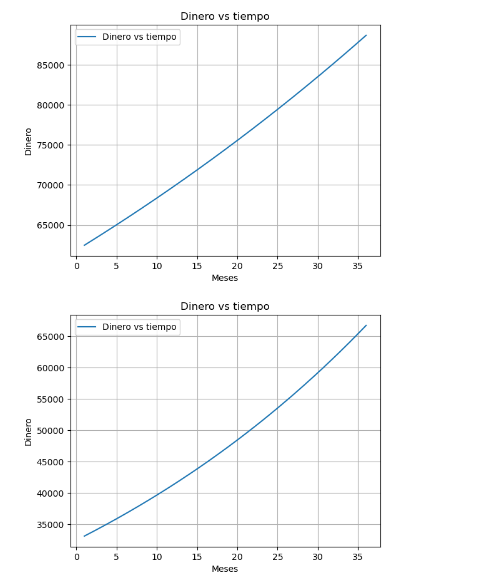 Dinero vs tiempo
Dinero vs tiempo
85000
80000
75000
70000
65000
Dinero
0 5 10 15 20 25 30 35
Meses
Dinero vs tiempo
Dinero vs tiempo
65000
60000
55000
50000
45000
40000
35000
Dinero
0 5 10 15 20 25 30 35
Meses